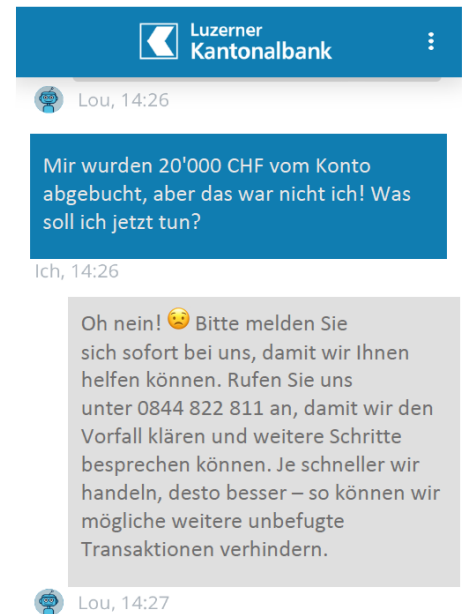 Luzerner
Kantonalbank
Lou, 14:26
Mir wurden 20'000 CHF vom Konto
abgebucht, aber das war nicht ich! Was
soll ich jetzt tun?
Ich, 14:26
Oh nein! 😟 Bitte melden Sie
sich sofort bei uns, damit wir Ihnen
helfen können. Rufen Sie uns
unter 0844 822 811 an, damit wir den
Vorfall klären und weitere Schritte
besprechen können. Je schneller wir
handeln, desto besser – so können wir
mögliche weitere unbefugte
Transaktionen verhindern.
Lou, 14:27